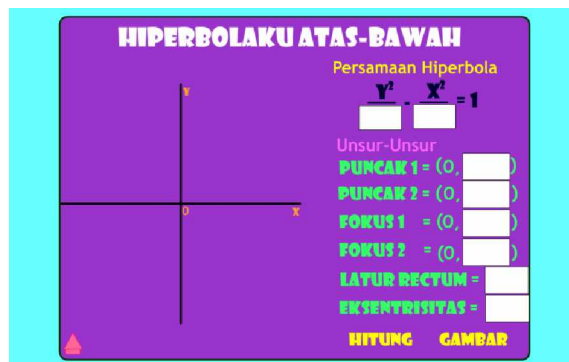 HIPERBOLAKU ATAS-BAWAH
Persamaan Hiperbola
Y² - X² = 1
Unsur-Unsur
PUNCAK 1 = (0, )
PUNCAK 2 = (0, )
FOKUS 1 = (0, )
FOKUS 2 = (0, )
LATUR RECTUM =
EKSENTRISITAS =
HITUNG GAMBAR
Y
0 X